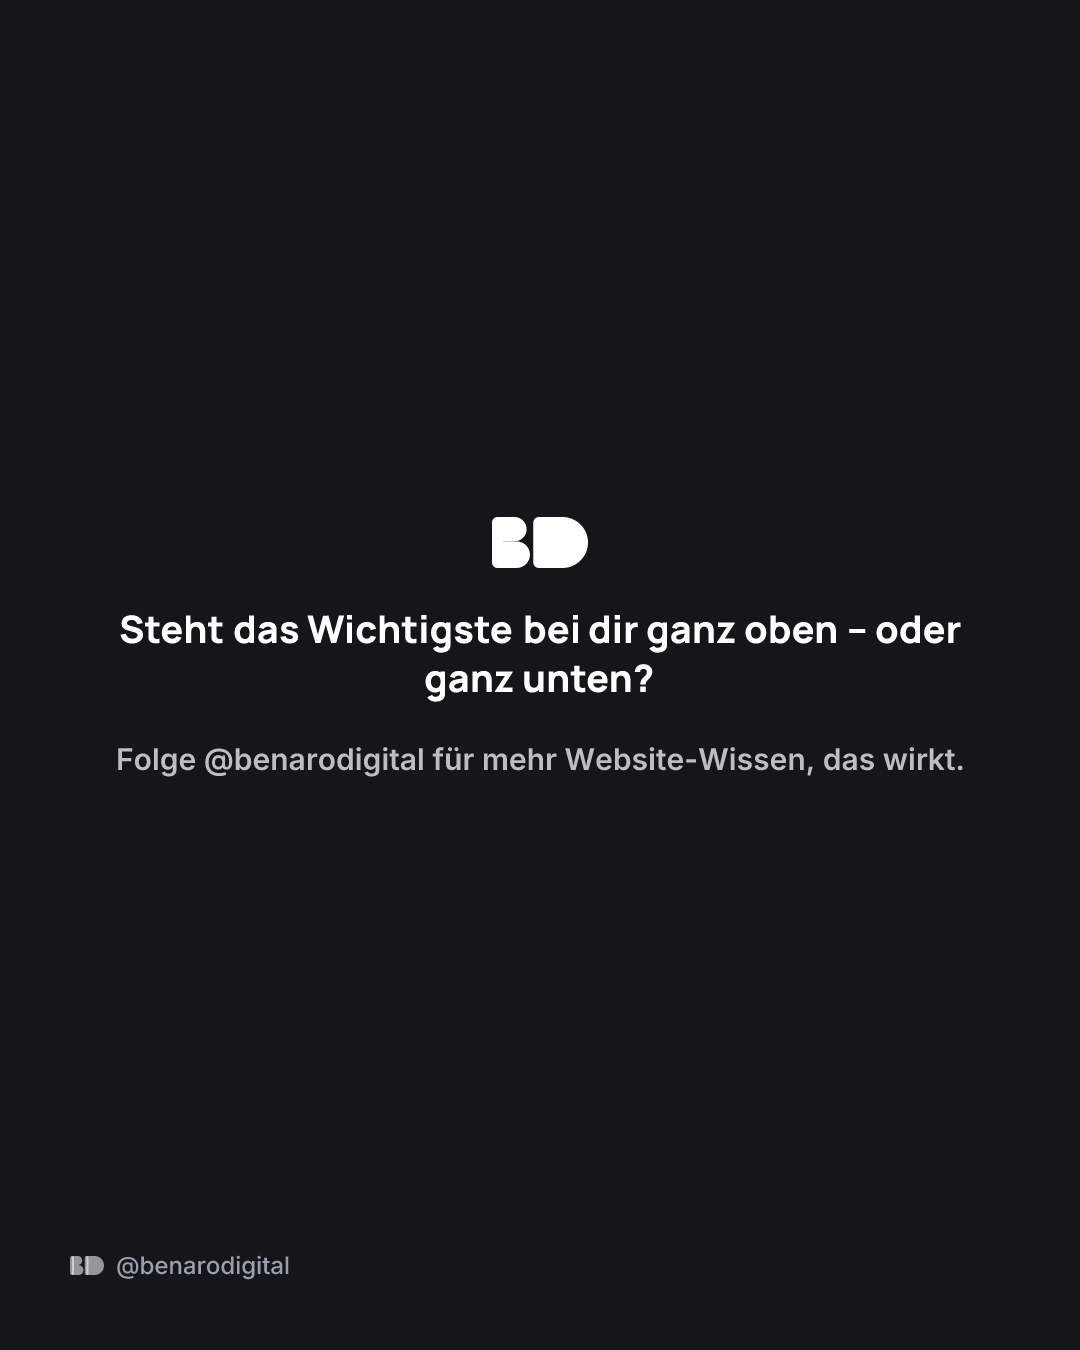 BD
Steht das Wichtigste bei dir ganz oben – oder
ganz unten?
Folge @benarodigital für mehr Website-Wissen, das wirkt.
BD @benarodigital